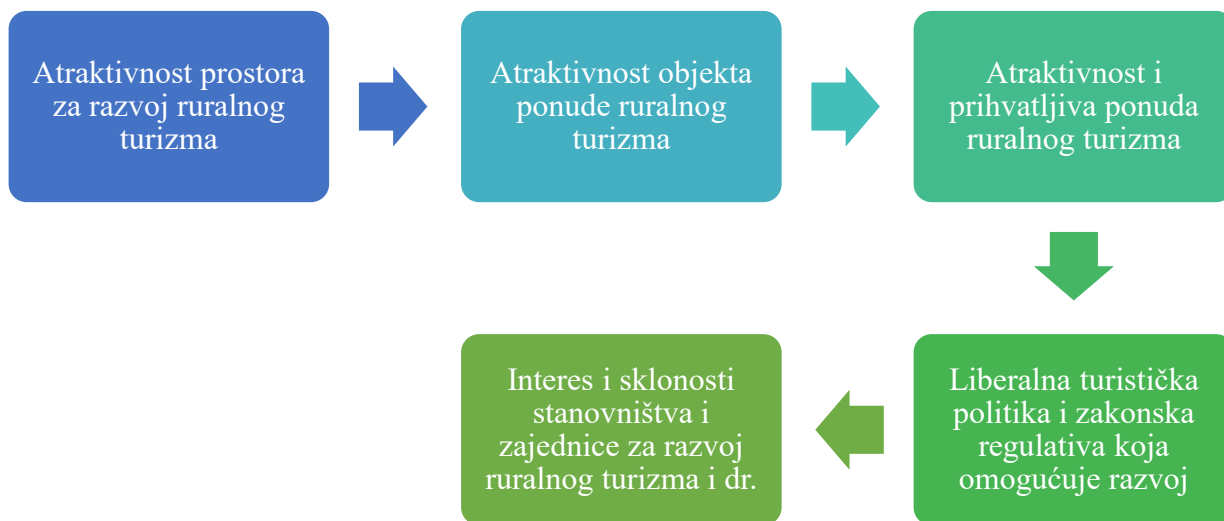 Atraktivnost prostora
za razvoj ruralnog
turizma
Atraktivnost objekta
ponude ruralnog
turizma
Atraktivnost i
prihvatljiva ponuda
ruralnog turizma
Liberalna turistička
politika i zakonska
regulativa koja
omogućuje razvoj
Interes i sklonosti
stanovništva i
zajednice za razvoj
ruralnog turizma i dr.